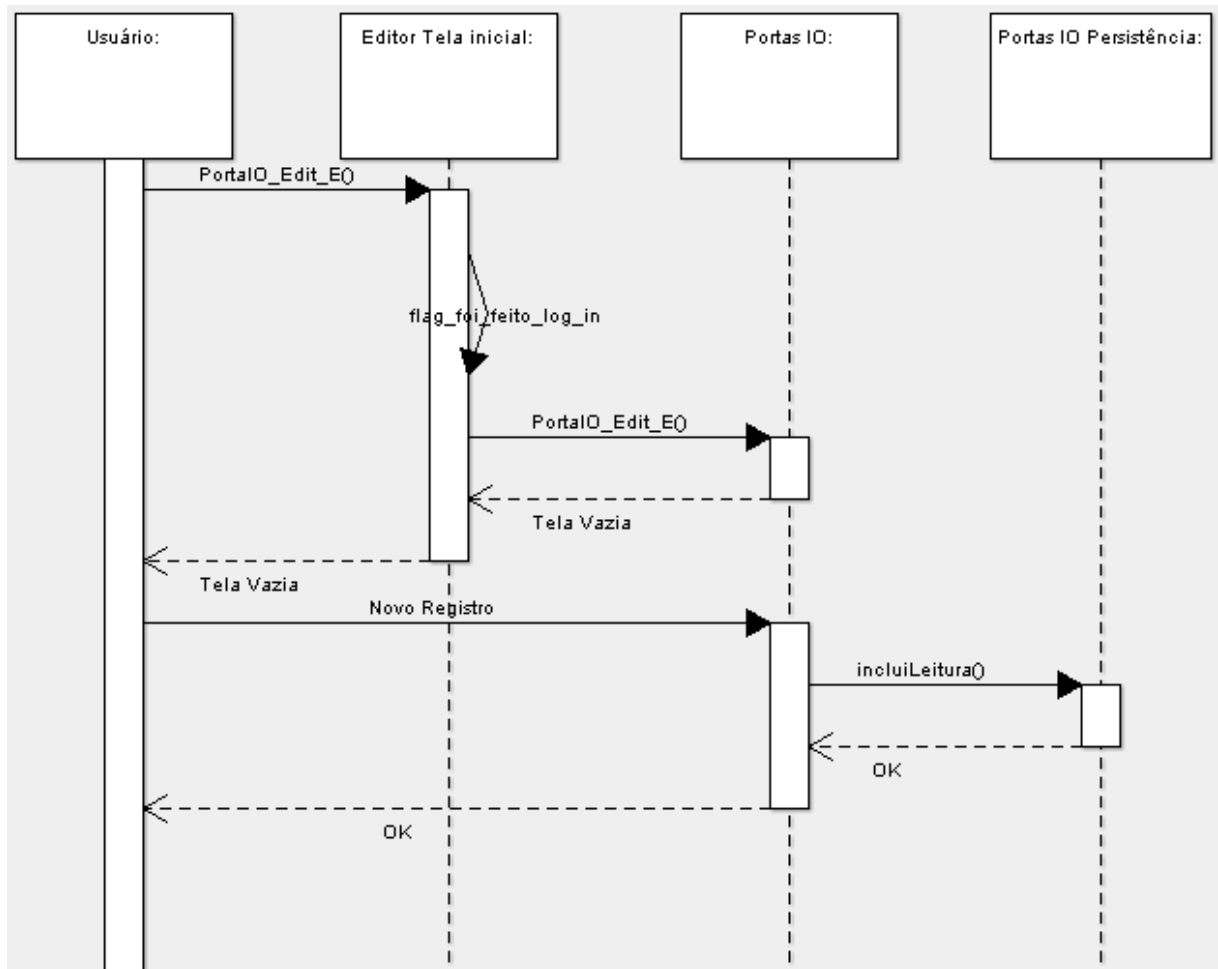 Usuário:
Editor Tela inicial:
Portas IO:
Portas IO Persistência:
PortaIO_Edit_E()
flag_foi_feito_log_in
PortaIO_Edit_E()
Tela Vazia
Tela Vazia
Novo Registro
incluiLeitura()
OK
OK